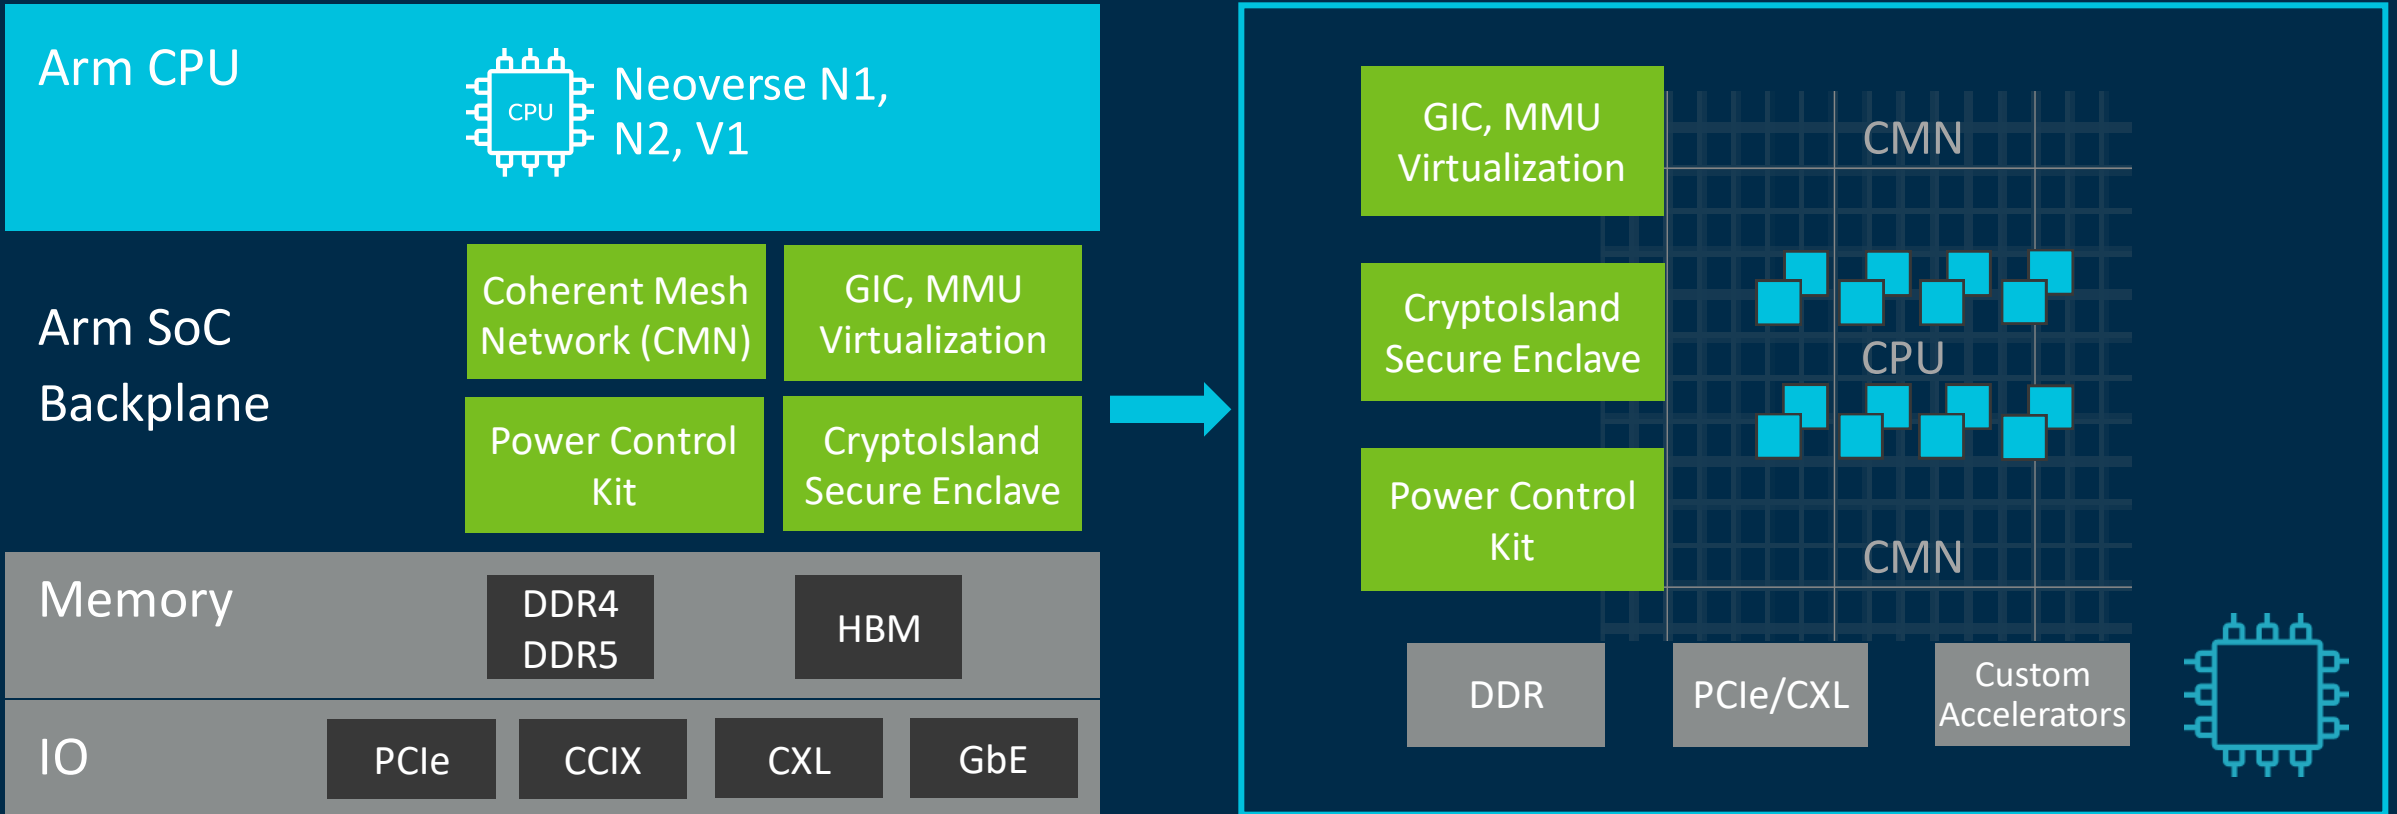 Arm CPU
CPU
Neoverse N1,
N2, V1
Arm SoC
Backplane
Coherent Mesh
Network (CMN)
GIC, MMU
Virtualization
Power Control
Kit
CryptoIsland
Secure Enclave
Memory
DDR4
DDR5
HBM
IO
PCIe
CCIX
CXL
GbE
GIC, MMU
Virtualization
CryptoIsland
Secure Enclave
Power Control
Kit
CMN
CPU
CMN
DDR
PCIe/CXL
Custom
Accelerators